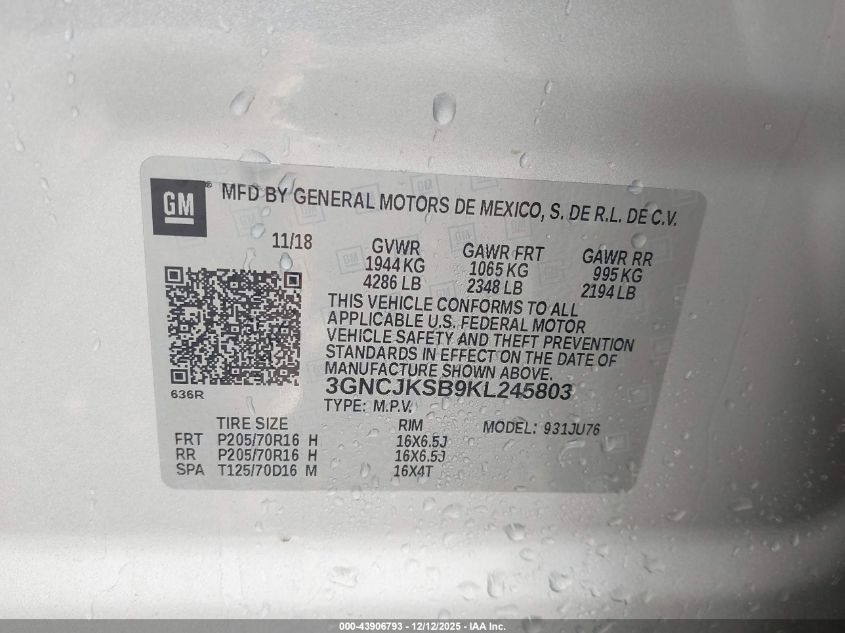 GM ® MFD BY GENERAL MOTORS DE MEXICO, S. DE R.L. DE C.V.
11/18 GVWR GAWR FRT GAWR RR
1944 KG 1065 KG 995 KG
4286 LB 2348 LB 2194 LB
THIS VEHICLE CONFORMS TO ALL
APPLICABLE U.S. FEDERAL MOTOR
VEHICLE SAFETY AND THEFT PREVENTION
STANDARDS IN EFFECT ON THE DATE OF
MANUFACTURE SHOWN ABOVE.
3GNCJKSB9KL245803
636R
TYPE: M.P.V.
TIRE SIZE RIM MODEL: 931JU76
FRT P205/70R16 H 16X6.5J
RR P205/70R16 H 16X6.5J
SPA T125/70D16 M 16X4T
000-43906793 - 12/12/2025 - IAA Inc.